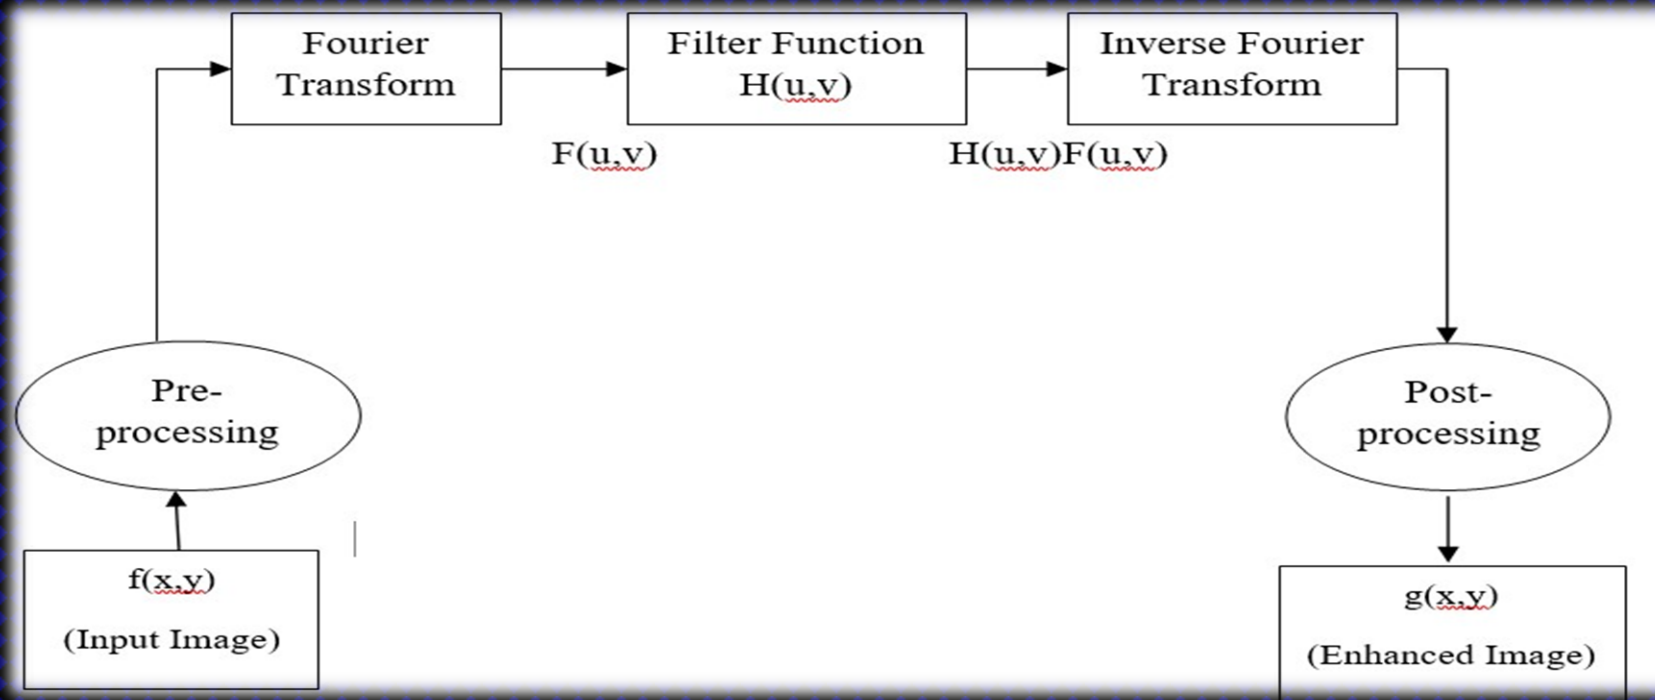 Fourier
Transform
Filter Function
H(u,v)
Inverse Fourier
Transform
F(u,v)
H(u,v)F(u,v)
Pre-
processing
Post-
processing
f(x,y)
(Input Image)
g(x,y)
(Enhanced Image)